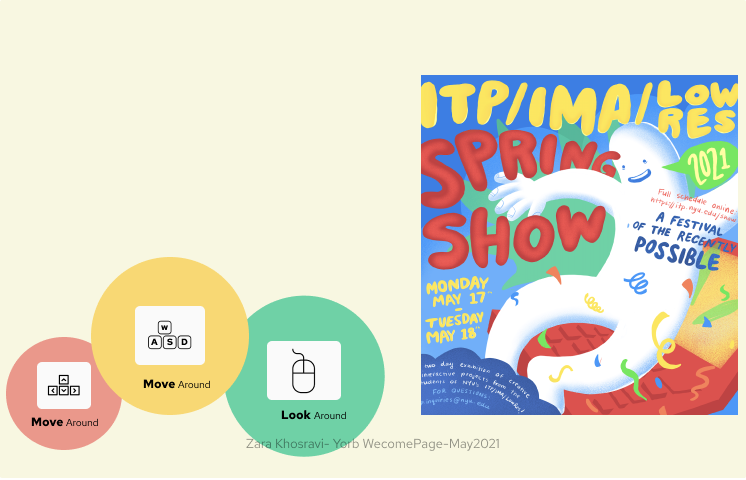 W
A S D
Move Around
Move Around
Look Around
ITP/IMA/LOW
RES
SPRING
2021
SHOW
Full schedule online
https://itp.nyu.edu/show
A FESTIVAL
OF THE RECENTLY
POSSIBLE
MONDAY
MAY 17TH
-
TUESDAY
MAY 18TH
two day exhibition of creative
interactive projects from the
students of NYU's ITP/IMA/LowRes/
FOR QUESTIONS:
inquiries@nyu.edu
Zara Khosravi- Yorb WecomePage-May2021